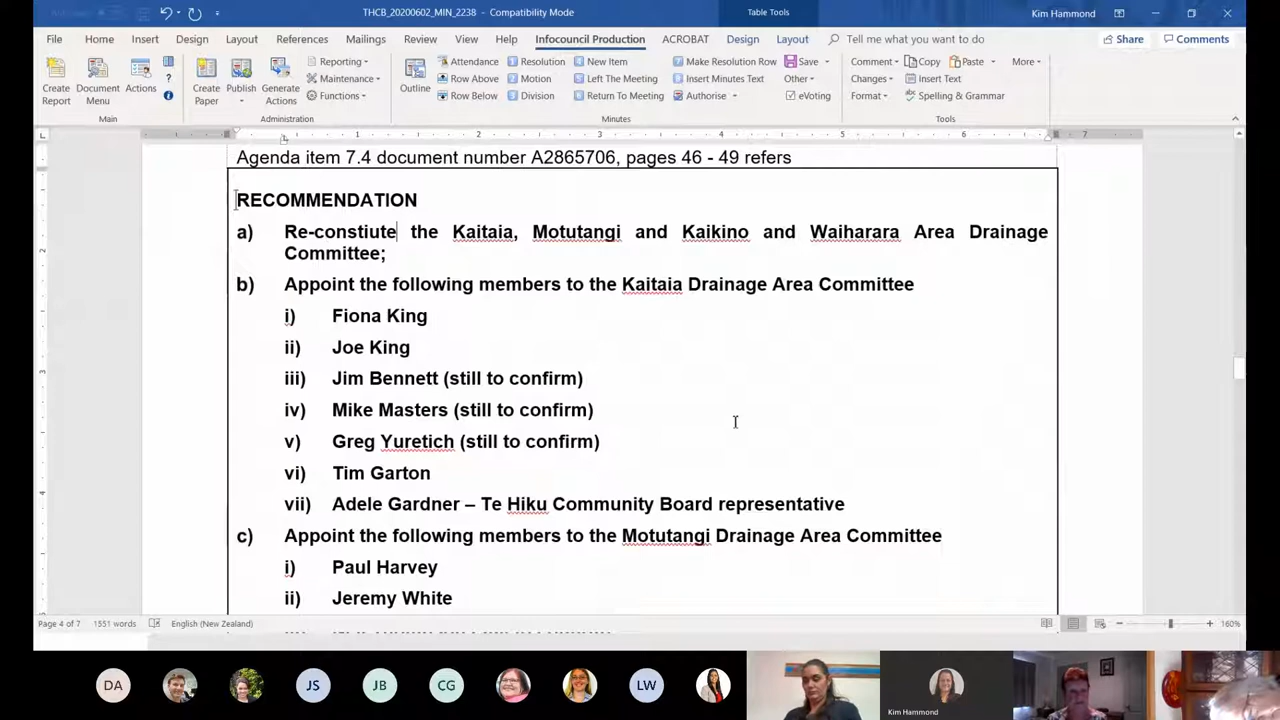 THCB_20200602_MIN_2238 - Compatibility Mode
Table Tools
Kim Hammond
File Home Insert Design Layout References Mailings Review View Help Infocouncil Production ACROBAT Design Layout Tell me what you want to do Share Comments
Create Report
Document Menu
Actions
Main
Create Paper
Publish
Generate Actions
Reporting
Maintenance
Functions
Administration
Outline
Attendance
Row Above
Row Below
Resolution
Motion
Division
New Item
Left The Meeting
Return To Meeting
Make Resolution Row
Insert Minutes Text
Authorise
Save
Other
eVoting
Minutes
Comment
Changes
Format
Copy
Paste
Insert Text
Spelling & Grammar
Tools
More
1 2 3 4 5 6 7
Agenda item 7.4 document number A2865706, pages 46 - 49 refers
RECOMMENDATION
a) Re-constiute the Kaitaia, Motutangi and Kaikino and Waiharara Area Drainage
Committee;
b) Appoint the following members to the Kaitaia Drainage Area Committee
i) Fiona King
ii) Joe King
iii) Jim Bennett (still to confirm)
iv) Mike Masters (still to confirm)
v) Greg Yuretich (still to confirm)
vi) Tim Garton
vii) Adele Gardner – Te Hiku Community Board representative
c) Appoint the following members to the Motutangi Drainage Area Committee
i) Paul Harvey
ii) Jeremy White
Page 4 of 7 1551 words English (New Zealand) 160%
DA JS JB CG LW
Kim Hammond